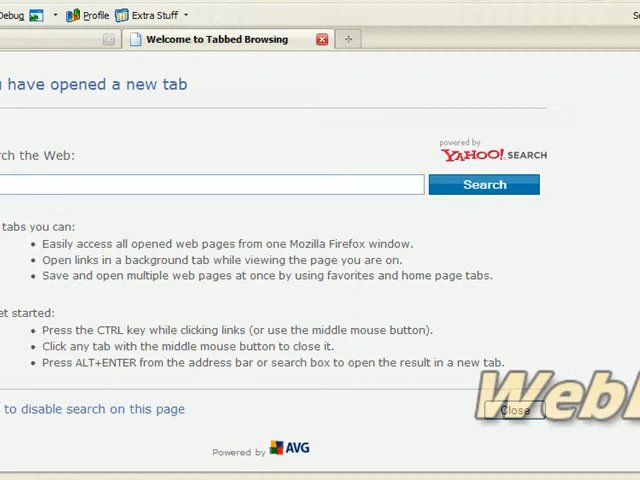 Debug Profile Extra Stuff
Welcome to Tabbed Browsing
have opened a new tab
rch the Web:
powered by
YAHOO! SEARCH
Search
tabs you can:
• Easily access all opened web pages from one Mozilla Firefox window.
• Open links in a background tab while viewing the page you are on.
• Save and open multiple web pages at once by using favorites and home page tabs.
et started:
• Press the CTRL key while clicking links (or use the middle mouse button).
• Click any tab with the middle mouse button to close it.
• Press ALT+ENTER from the address bar or search box to open the result in a new tab.
to disable search on this page
Close
Web
Powered by AVG